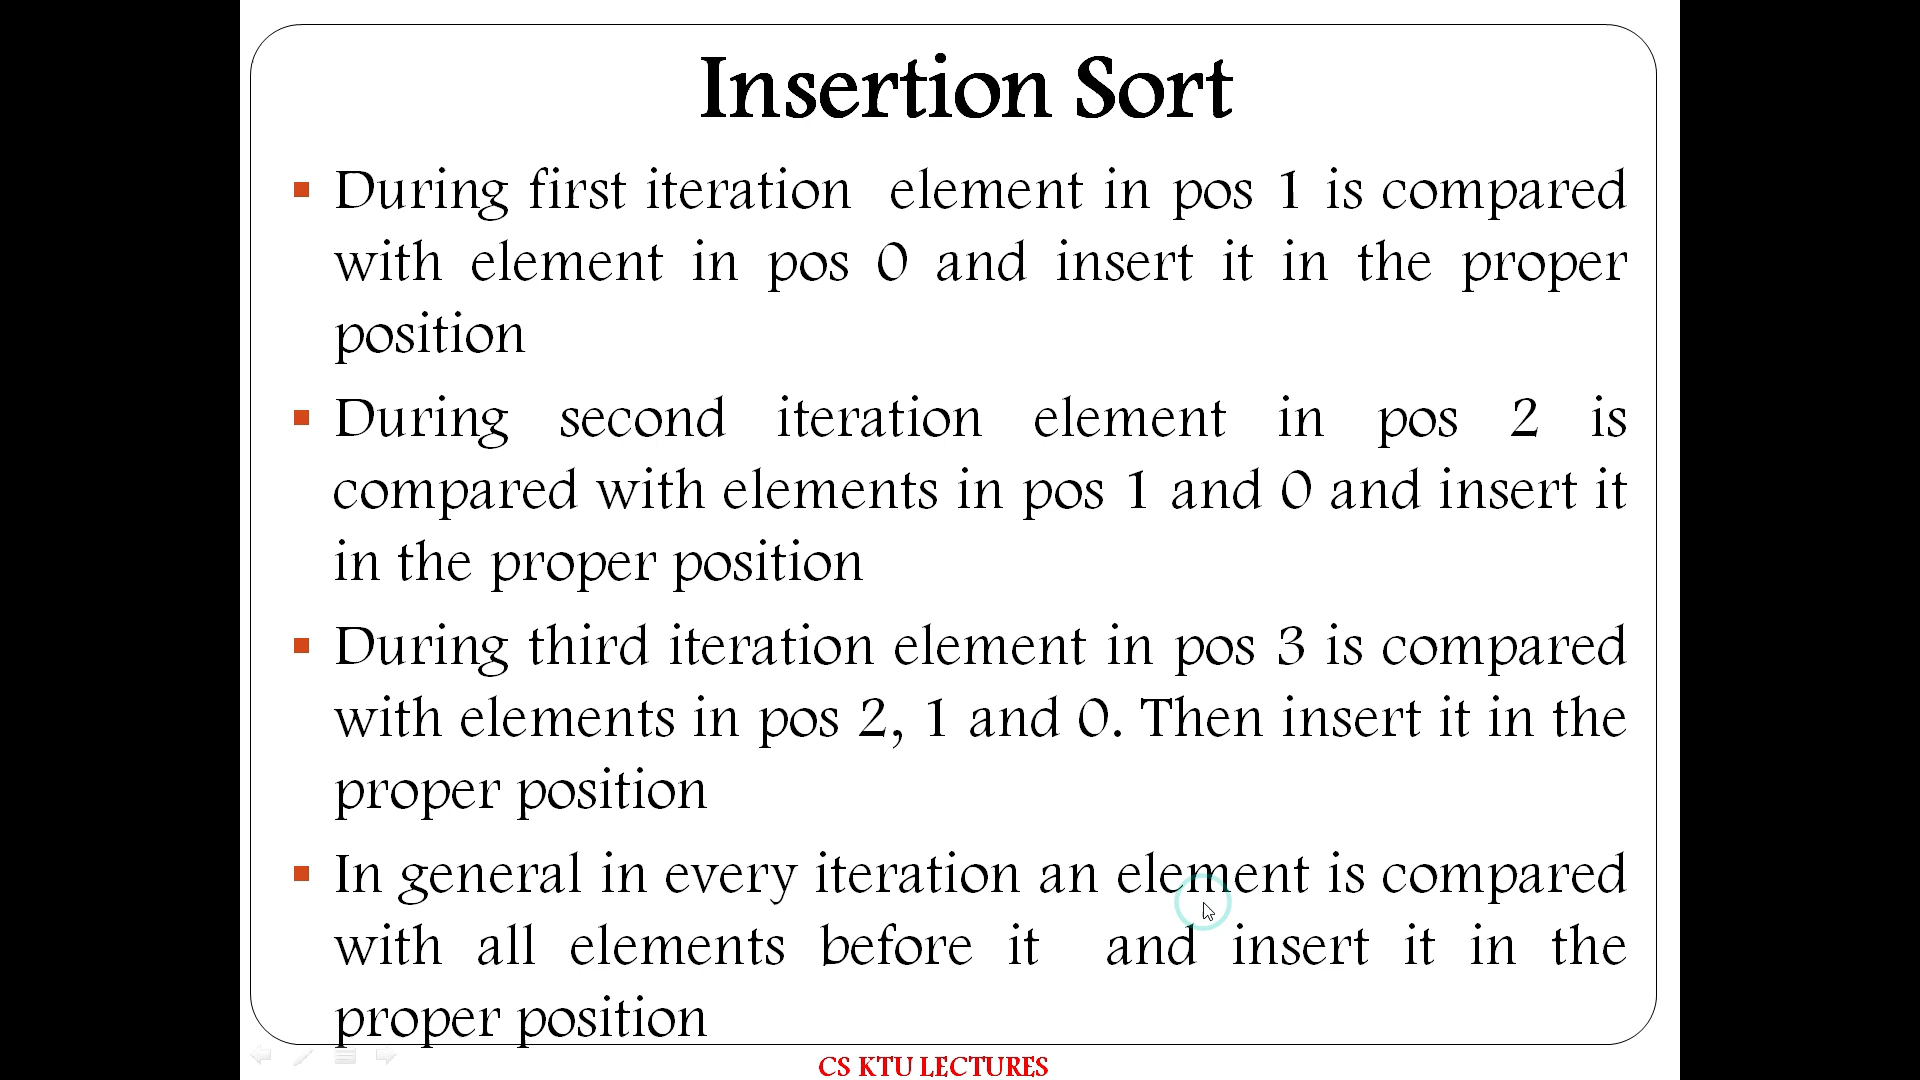 Insertion Sort
During first iteration element in pos 1 is compared
with element in pos 0 and insert it in the proper
position
During second iteration element in pos 2 is
compared with elements in pos 1 and 0 and insert it
in the proper position
During third iteration element in pos 3 is compared
with elements in pos 2, 1 and 0. Then insert it in the
proper position
In general in every iteration an element is compared
with all elements before it and insert it in the
proper position
CS KTU LECTURES